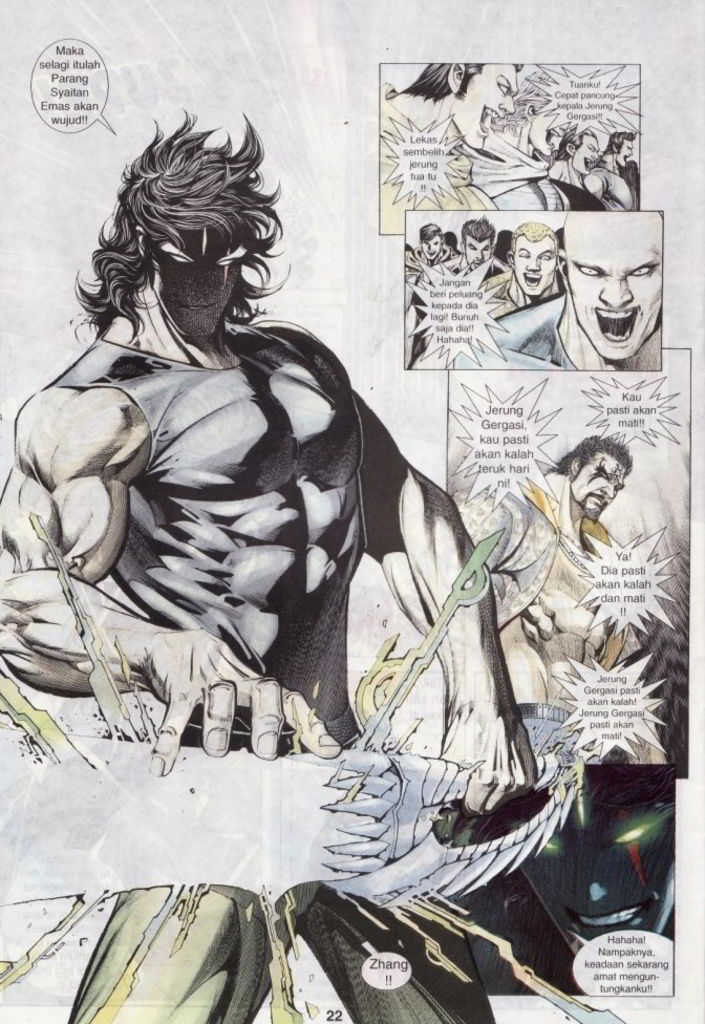 Maka
selagi itulah
Parang
Syaitan
Emas akan
wujud!!
Tuanku!
Cepat pancung
kepala Jerung
Gergasi!!
Lekas
sembelih
jerung
tua tu
!!
Jangan
beri peluang
kepada dia
lagi! Bunuh
saja dia!!
Hahaha!
Kau
pasti akan
mati!!
Jerung
Gergasi,
kau pasti
akan kalah
teruk hari
ni!
Ya!
Dia pasti
akan kalah
dan mati
!!
Jerung
Gergasi pasti
akan kalah!
Jerung Gergasi
pasti akan
mati!
Hahaha!
Nampaknya,
keadaan sekarang
amat mengun-
tungkanku!!
Zhang
!!
22